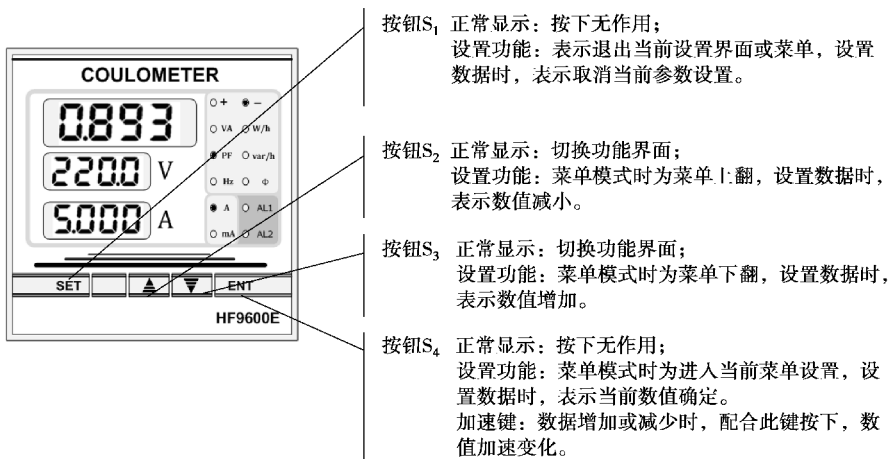 COULOMETER
0.893
220.0 V
5.000 A
+ −
VA W/h
PF var/h
Hz Φ
A AL1
mA AL2
SET ENT
HF9600E
按钮S₁ 正常显示：按下无作用；
设置功能：表示退出当前设置界面或菜单，设置
数据时，表示取消当前参数设置。
按钮S₂ 正常显示：切换功能界面；
设置功能：菜单模式时为菜单上翻，设置数据时，
表示数值减小。
按钮S₃ 正常显示：切换功能界面；
设置功能：菜单模式时为菜单下翻，设置数据时，
表示数值增加。
按钮S₄ 正常显示：按下无作用；
设置功能：菜单模式时为进入当前菜单设置，设
置数据时，表示当前数值确定。
加速键：数据增加或减少时，配合此键按下，数
值加速变化。